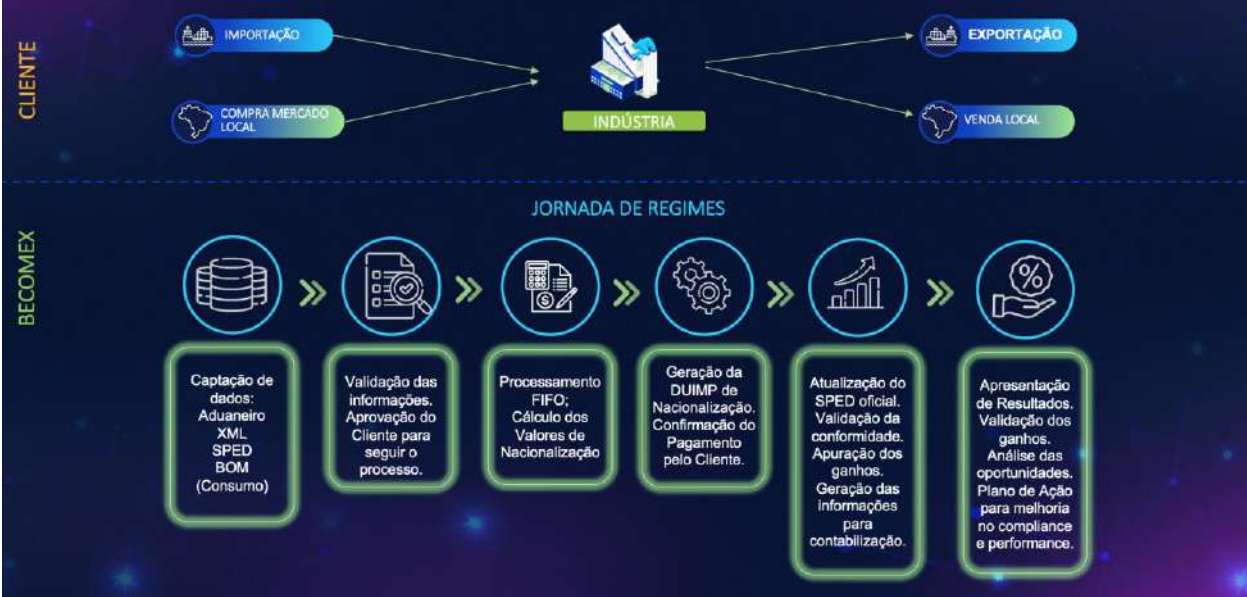 CLIENTE
IMPORTAÇÃO
COMPRA MERCADO
LOCAL
INDÚSTRIA
EXPORTAÇÃO
VENDA LOCAL
BECOMEX
JORNADA DE REGIMES
Captação de
dados:
Aduaneiro
XML
SPED
BOM
(Consumo)
Validação das
informações.
Aprovação do
Cliente para
seguir o
processo.
Processamento
FIFO;
Cálculo dos
Valores de
Nacionalização
Geração da
DUIMP de
Nacionalização.
Confirmação do
Pagamento
pelo Cliente.
Atualização do
SPED oficial.
Validação da
conformidade.
Apuração dos
ganhos.
Geração das
informações
para
contabilização.
Apresentação
de Resultados.
Validação dos
ganhos.
Análise das
oportunidades.
Plano de Ação
para melhoria
no compliance
e performance.